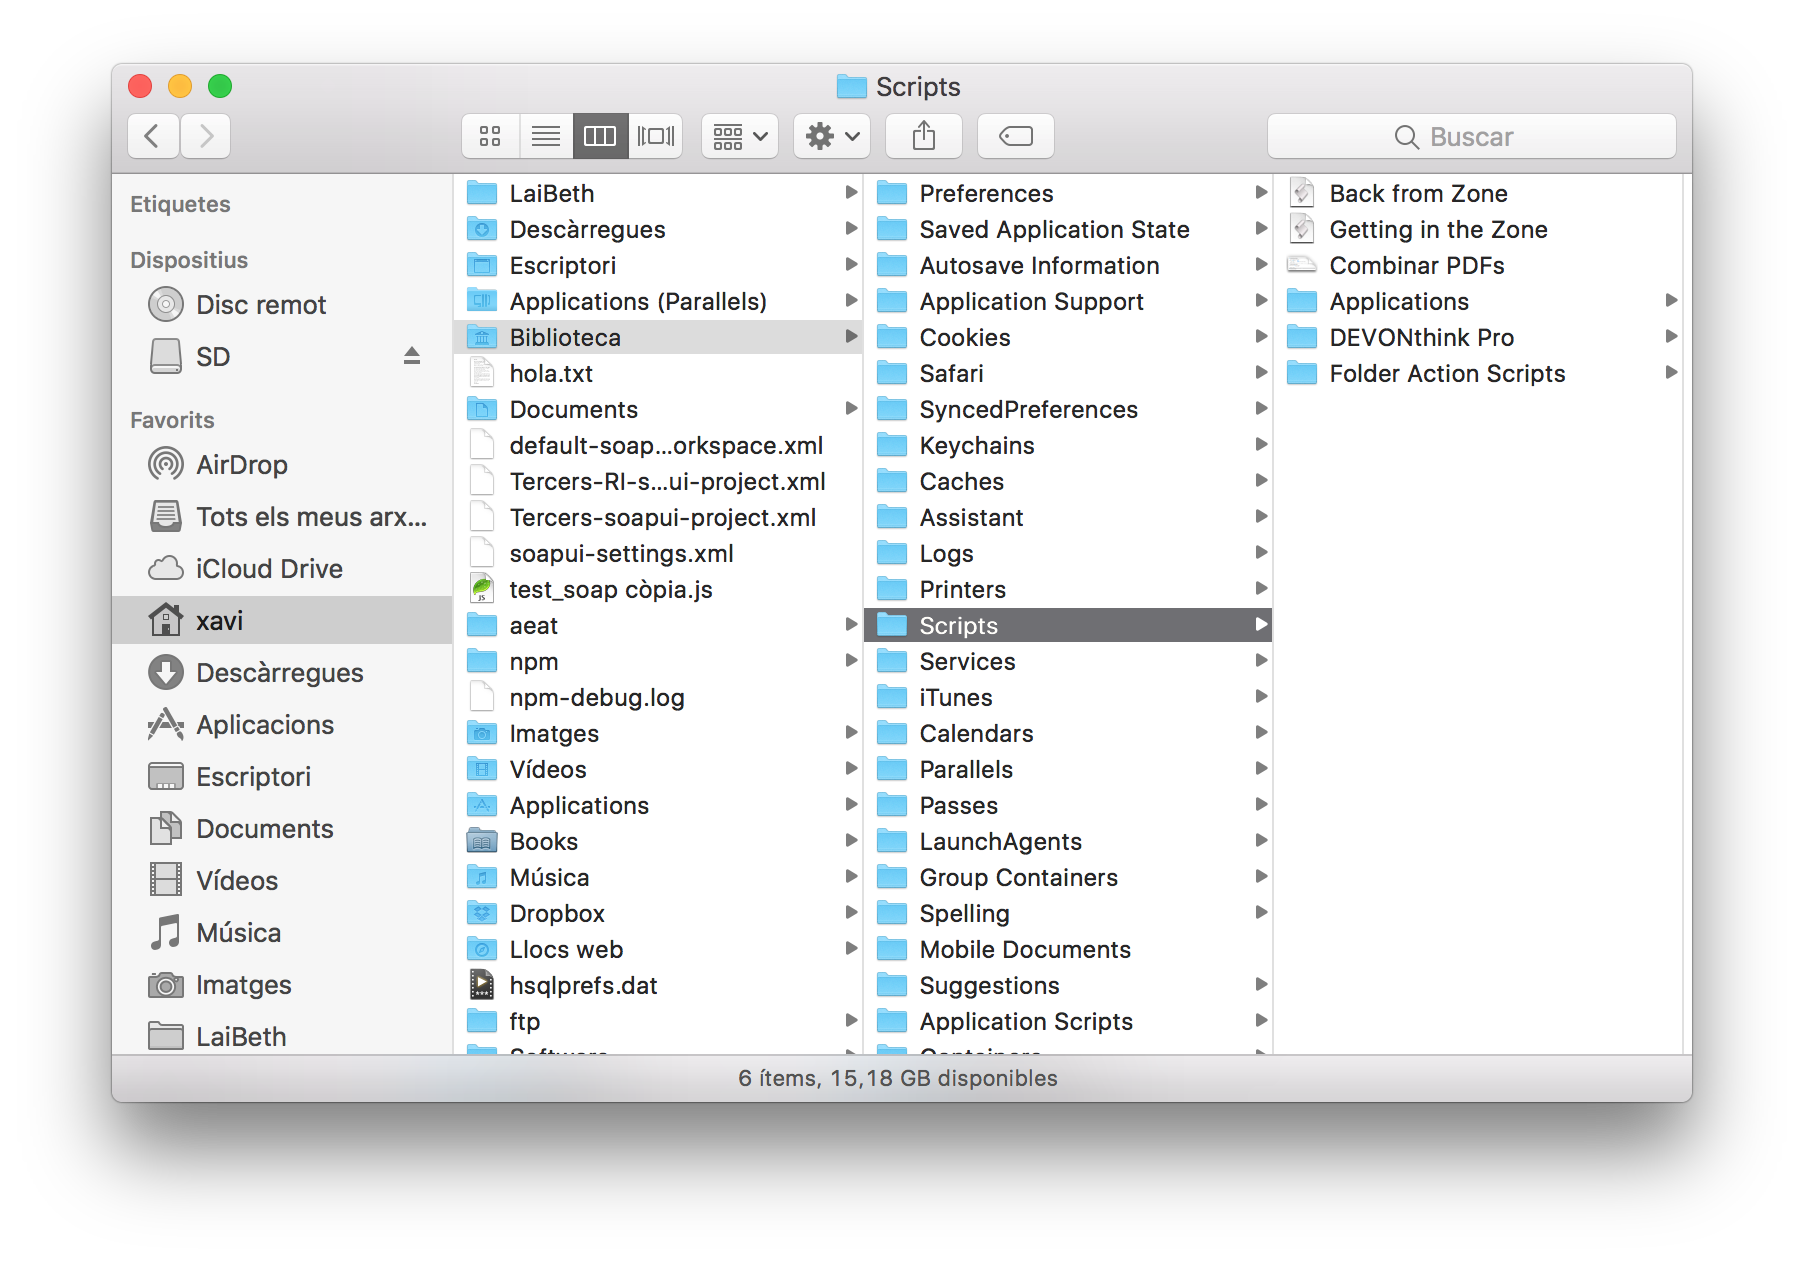 Scripts
Buscar
Etiquetes
Dispositius
Disc remot
SD
Favorits
AirDrop
Tots els meus arx...
iCloud Drive
xavi
Descàrregues
Aplicacions
Escriptori
Documents
Vídeos
Música
Imatges
LaiBeth
LaiBeth
Descàrregues
Escriptori
Applications (Parallels)
Biblioteca
hola.txt
Documents
default-soap...orkspace.xml
Tercers-RI-s...ui-project.xml
Tercers-soapui-project.xml
soapui-settings.xml
test_soap còpia.js
aeat
npm
npm-debug.log
Imatges
Vídeos
Applications
Books
Música
Dropbox
Llocs web
hsqlprefs.dat
ftp
Software
Preferences
Saved Application State
Autosave Information
Application Support
Cookies
Safari
SyncedPreferences
Keychains
Caches
Assistant
Logs
Printers
Scripts
Services
iTunes
Calendars
Parallels
Passes
LaunchAgents
Group Containers
Spelling
Mobile Documents
Suggestions
Application Scripts
Containers
Back from Zone
Getting in the Zone
Combinar PDFs
Applications
DEVONthink Pro
Folder Action Scripts
6 ítems, 15,18 GB disponibles